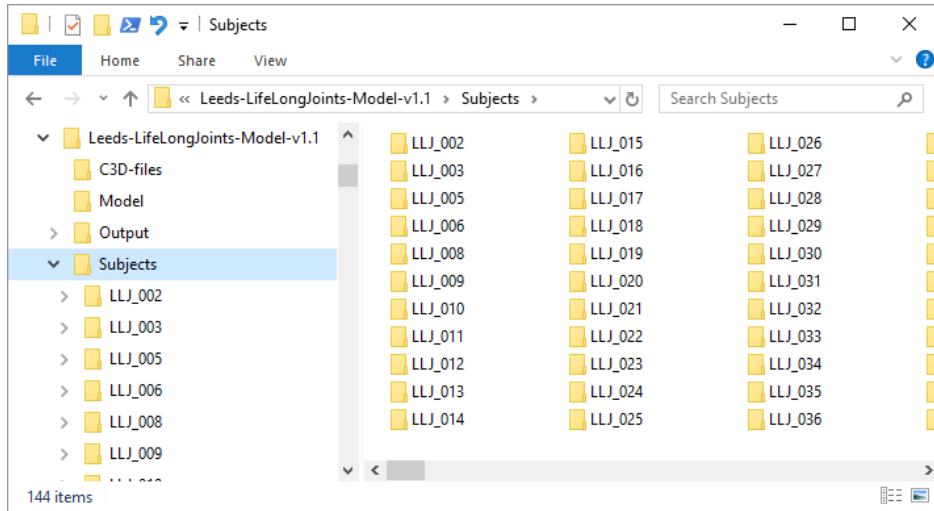 Subjects
File Home Share View
« Leeds-LifeLongJoints-Model-v1.1 > Subjects > Search Subjects
Leeds-LifeLongJoints-Model-v1.1
C3D-files
Model
Output
Subjects
LLJ_002
LLJ_003
LLJ_005
LLJ_006
LLJ_008
LLJ_009
LLJ_002 LLJ_015 LLJ_026
LLJ_003 LLJ_016 LLJ_027
LLJ_005 LLJ_017 LLJ_028
LLJ_006 LLJ_018 LLJ_029
LLJ_008 LLJ_019 LLJ_030
LLJ_009 LLJ_020 LLJ_031
LLJ_010 LLJ_021 LLJ_032
LLJ_011 LLJ_022 LLJ_033
LLJ_012 LLJ_023 LLJ_034
LLJ_013 LLJ_024 LLJ_035
LLJ_014 LLJ_025 LLJ_036
144 items